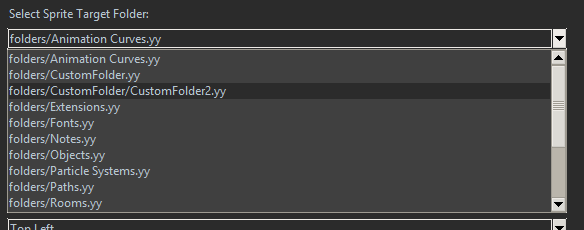 Select Sprite Target Folder:
folders/Animation Curves.yy
folders/Animation Curves.yy
folders/CustomFolder.yy
folders/CustomFolder/CustomFolder2.yy
folders/Extensions.yy
folders/Fonts.yy
folders/Notes.yy
folders/Objects.yy
folders/Particle Systems.yy
folders/Paths.yy
folders/Rooms.yy
Top Left